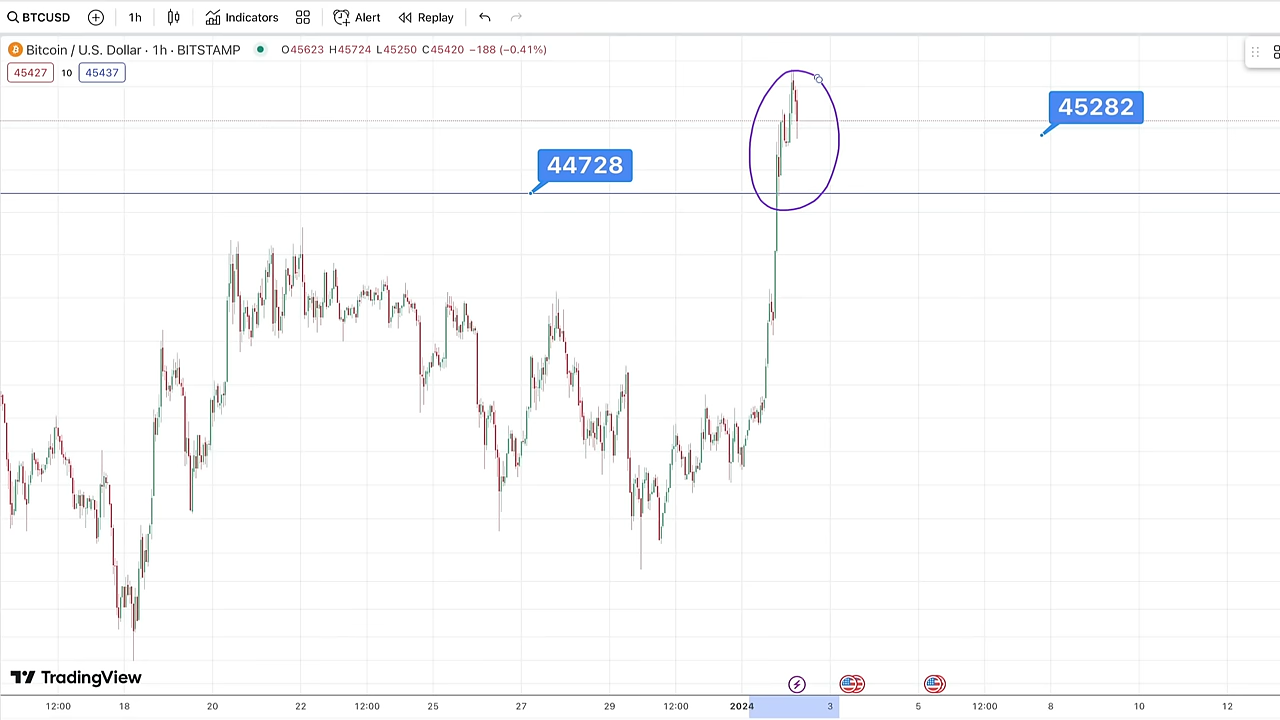 BTCUSD 1h Indicators Alert Replay
Bitcoin / U.S. Dollar · 1h · BITSTAMP O45623 H45724 L45250 C45420 −188 (−0.41%)
45427 10 45437
45282
44728
TradingView
12:00 18 20 22 12:00 25 27 29 12:00 2024 3 5 12:00 8 10 12